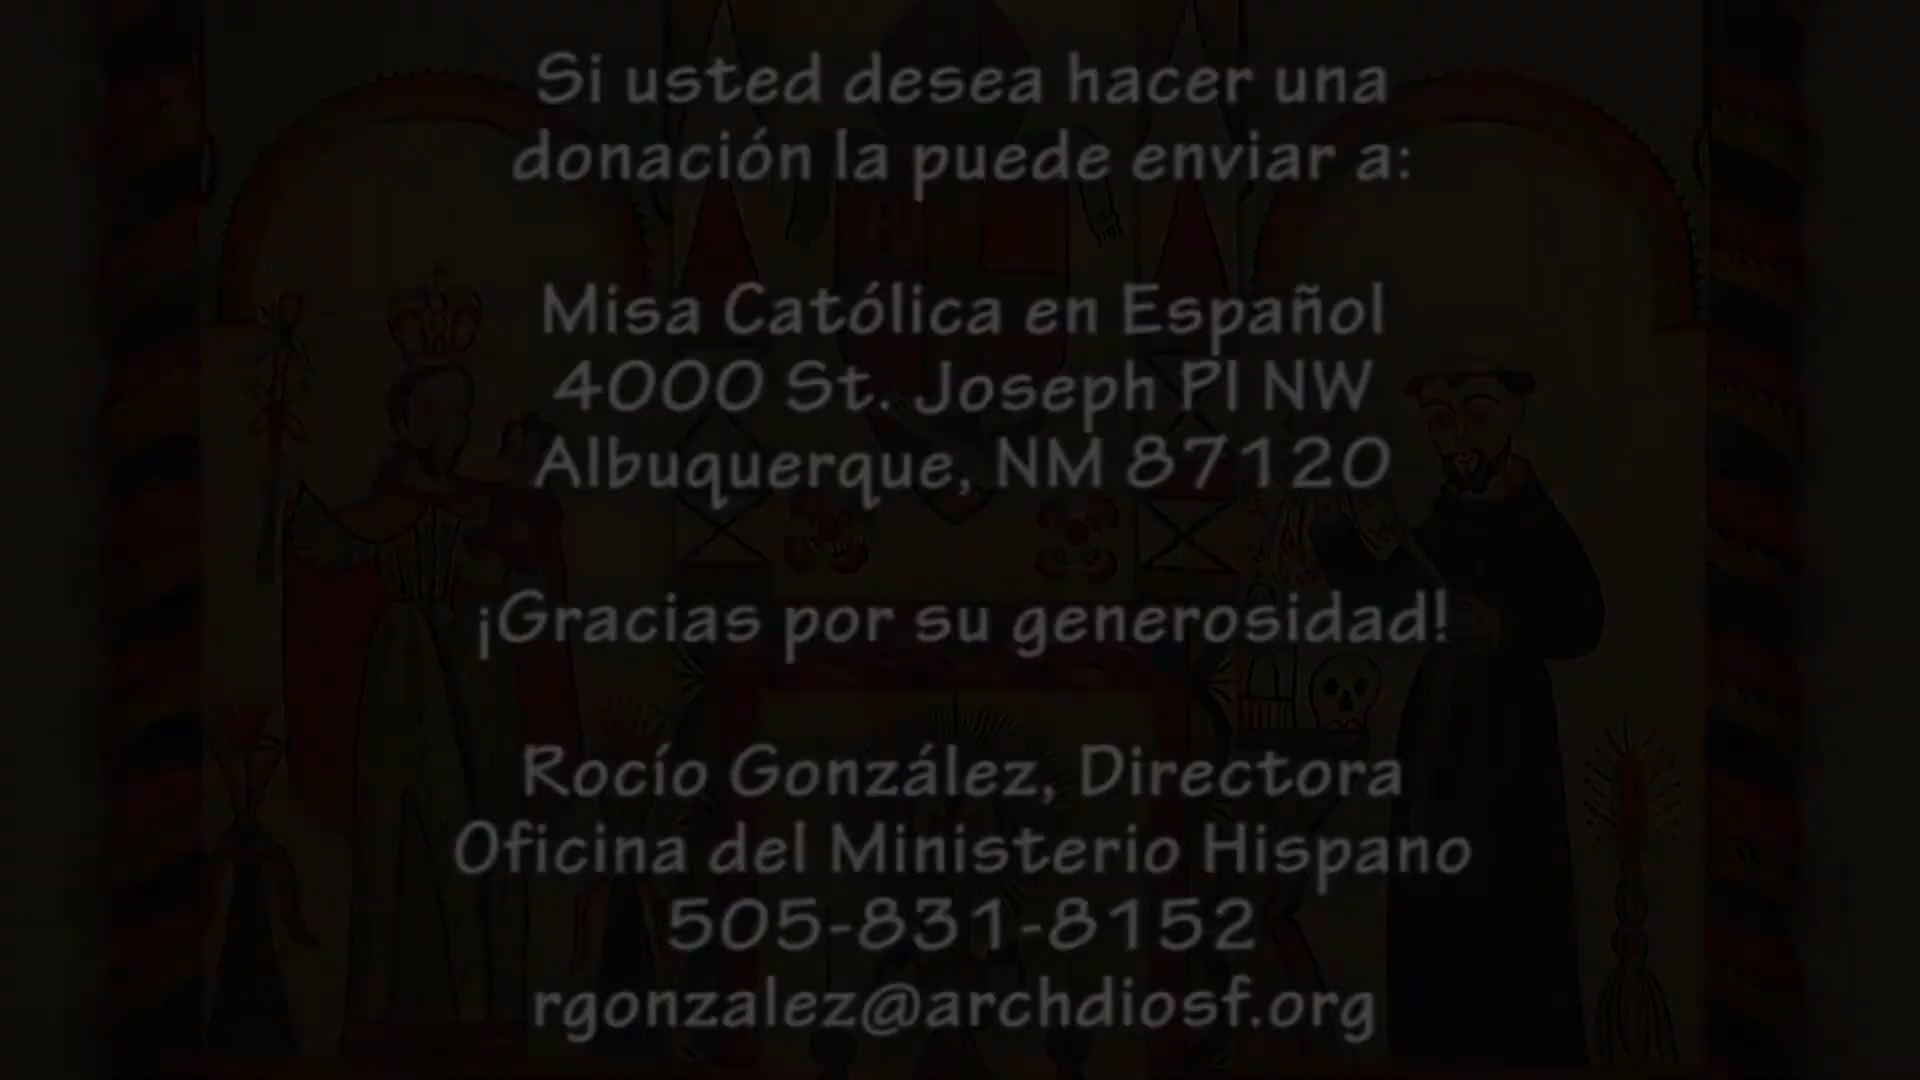 Si usted desea hacer una
donación la puede enviar a:
Misa Católica en Español
4000 St. Joseph Pl NW
Albuquerque, NM 87120
¡Gracias por su generosidad!
Rocío González, Directora
Oficina del Ministerio Hispano
505-831-8152
rgonzalez@archdiosf.org